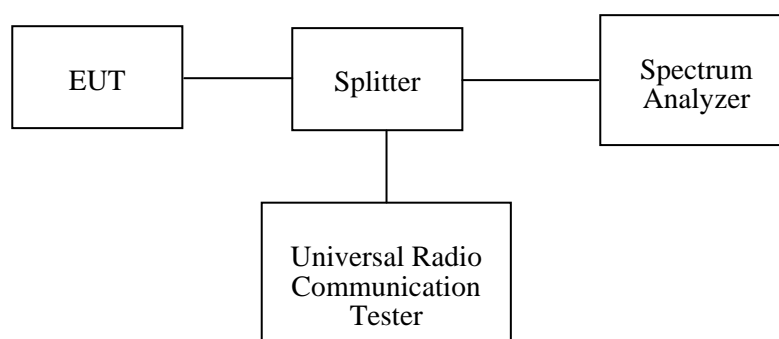 EUT
Splitter
Spectrum
Analyzer
Universal Radio
Communication
Tester